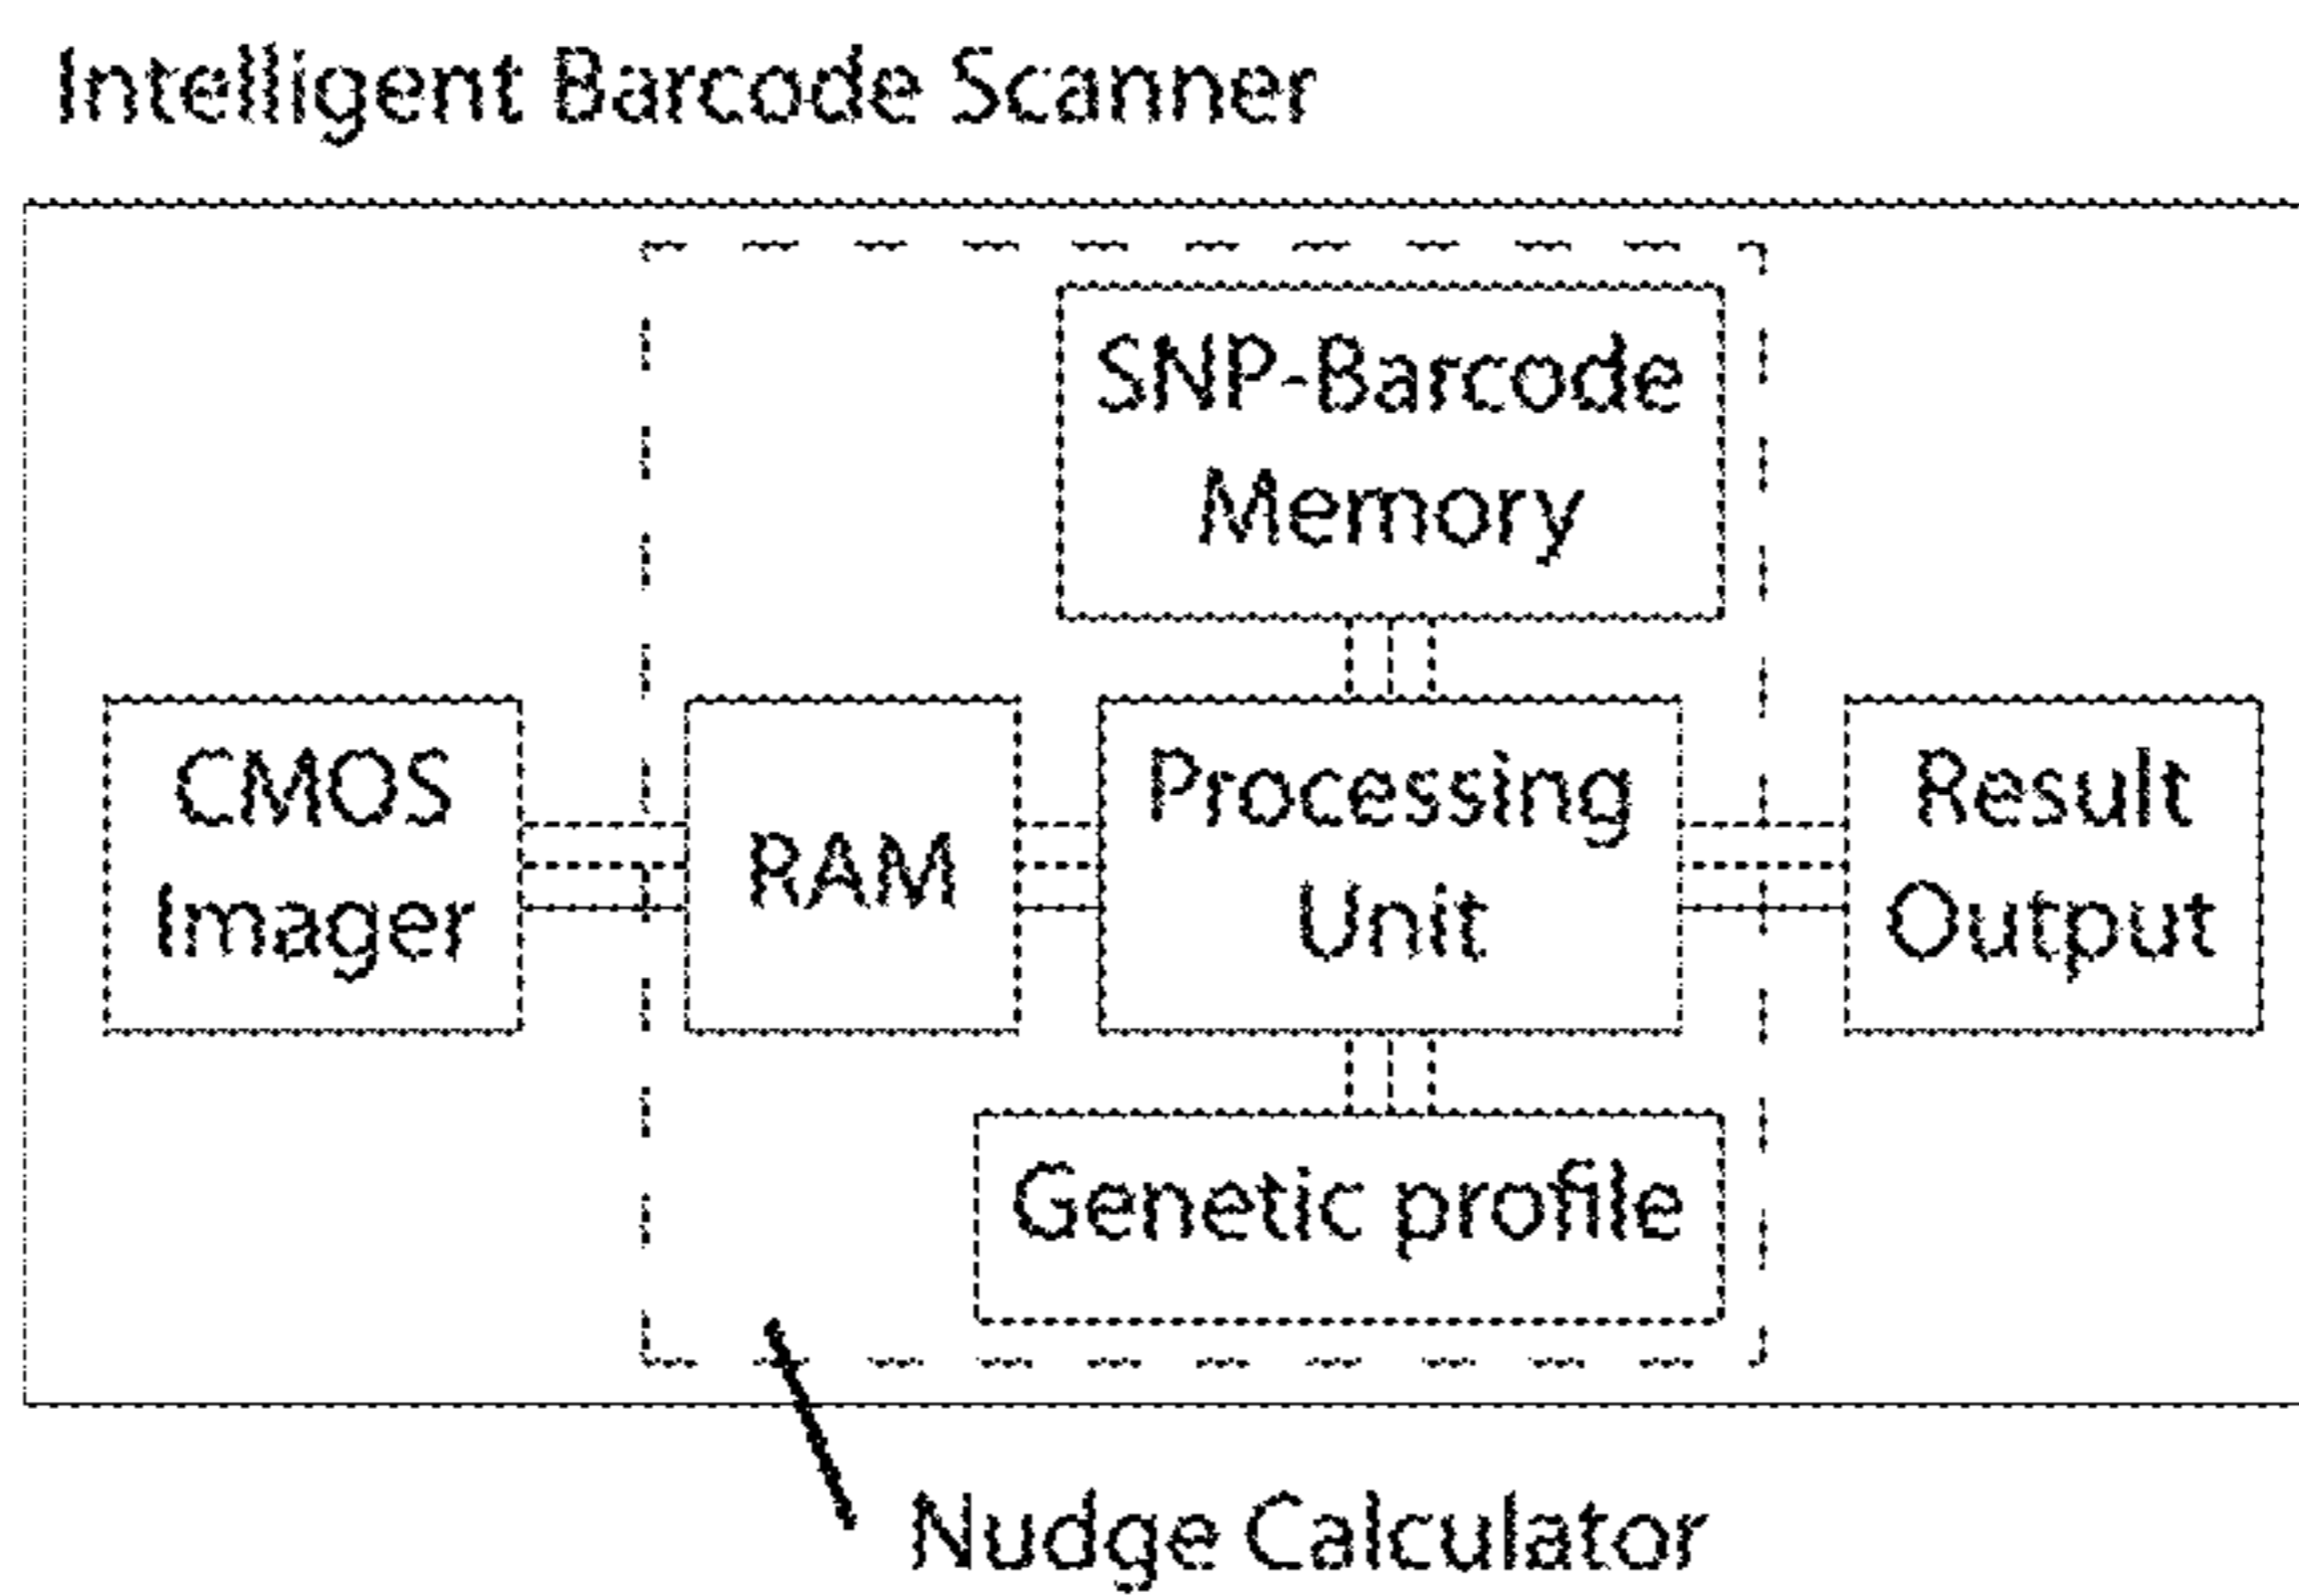 Intelligent Barcode Scanner
SNP-Barcode
Memory
CMOS
Imager
RAM
Processing
Unit
Result
Output
Genetic profile
Nudge Calculator